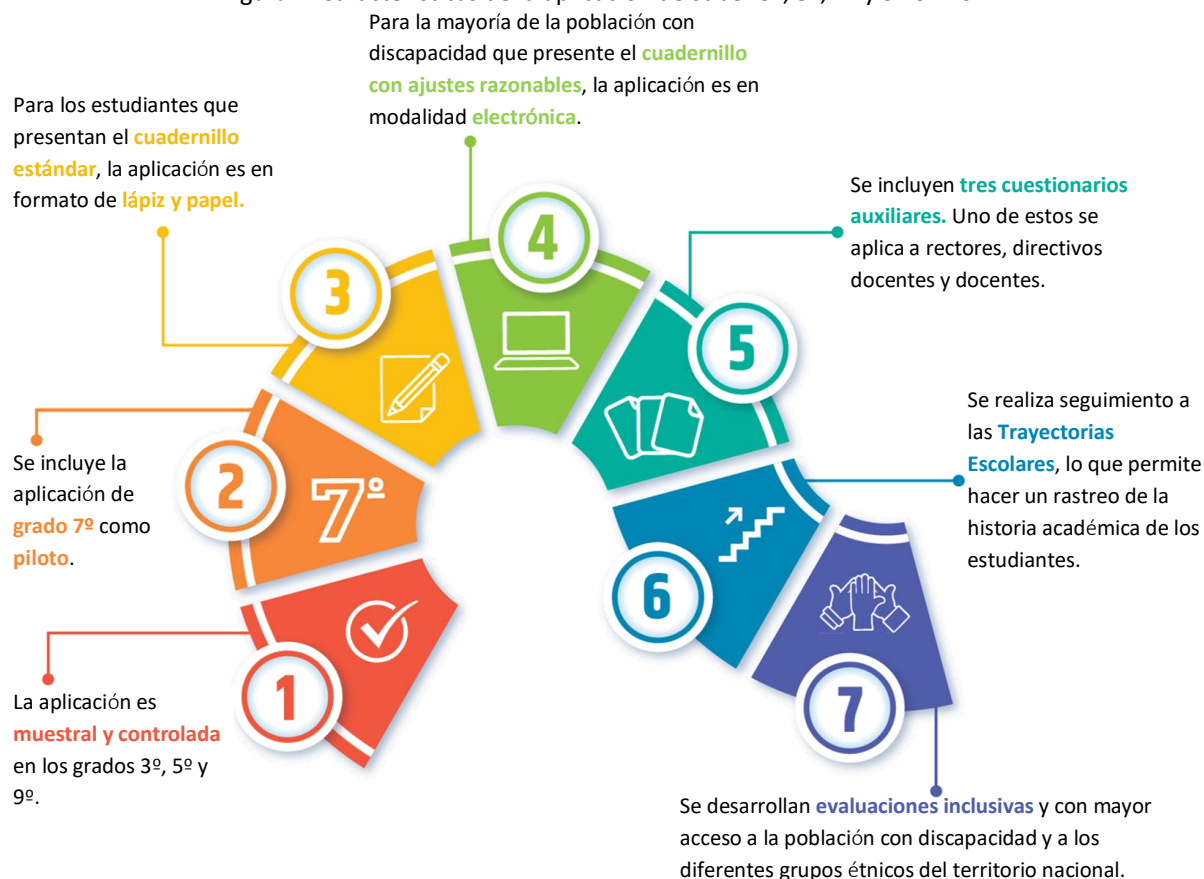 Para la mayoría de la población con
discapacidad que presente el cuadernillo
con ajustes razonables, la aplicación es en
modalidad electrónica.
Para los estudiantes que
presentan el cuadernillo
estándar, la aplicación es en
formato de lápiz y papel.
Se incluyen tres cuestionarios
auxiliares. Uno de estos se
aplica a rectores, directivos
docentes y docentes.
Se realiza seguimiento a
las Trayectorias
Escolares, lo que permite
hacer un rastreo de la
historia académica de los
estudiantes.
Se incluye la
aplicación de
grado 7º como
piloto.
La aplicación es
muestral y controlada
en los grados 3º, 5º y
9º.
Se desarrollan evaluaciones inclusivas y con mayor
acceso a la población con discapacidad y a los
diferentes grupos étnicos del territorio nacional.
1
2
7º
3
4
5
6
7